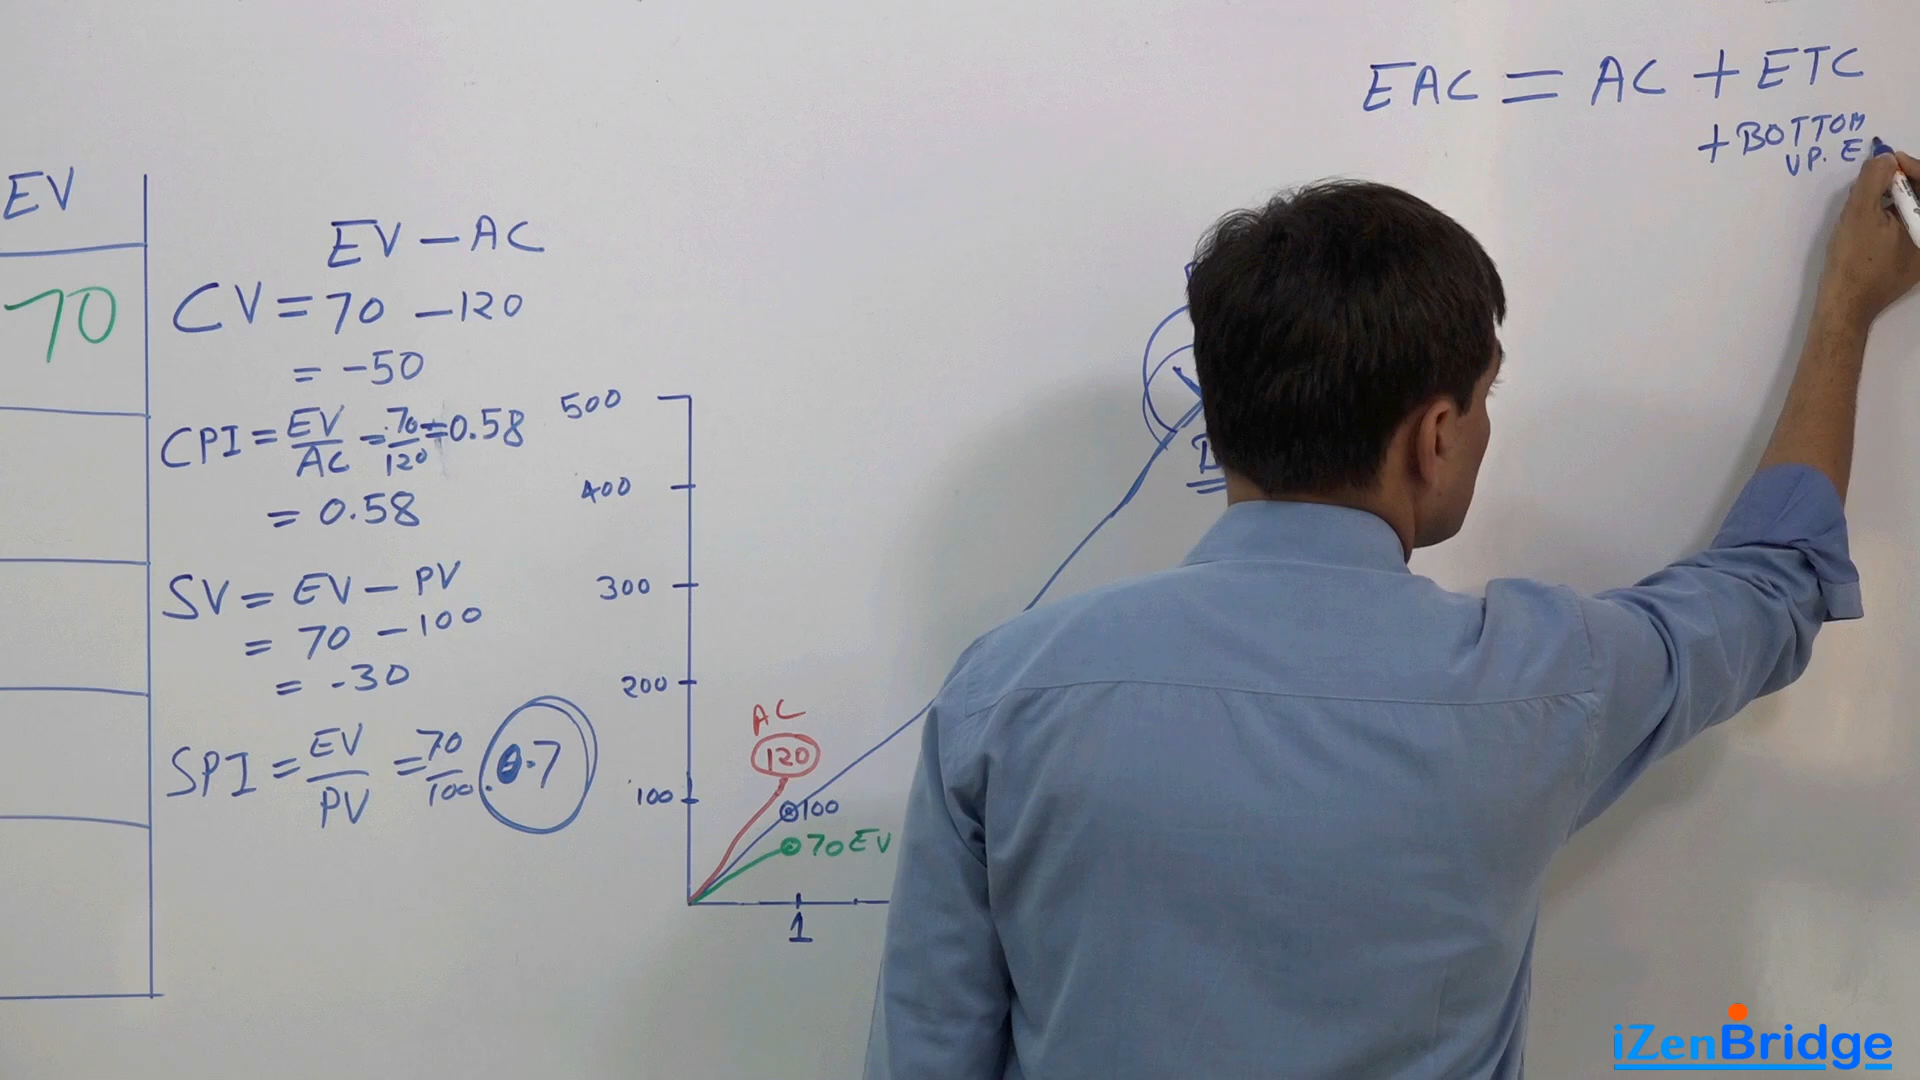 EV
70
EV - AC
CV = 70 - 120
= -50
CPI = EV/AC = 70/120 = 0.58
= 0.58
SV = EV - PV
= 70 - 100
= -30
SPI = EV/PV = 70/100 0.7
500
400
300
200
100
AC
120
100
70 EV
1
EAC = AC + ETC
+ BOTTOM
UP. E
iZenBridge